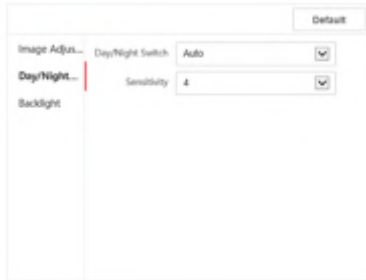 Default
Image Adjus...
Day/Night Switch Auto
Day/Night...
Sensitivity 4
Backlight